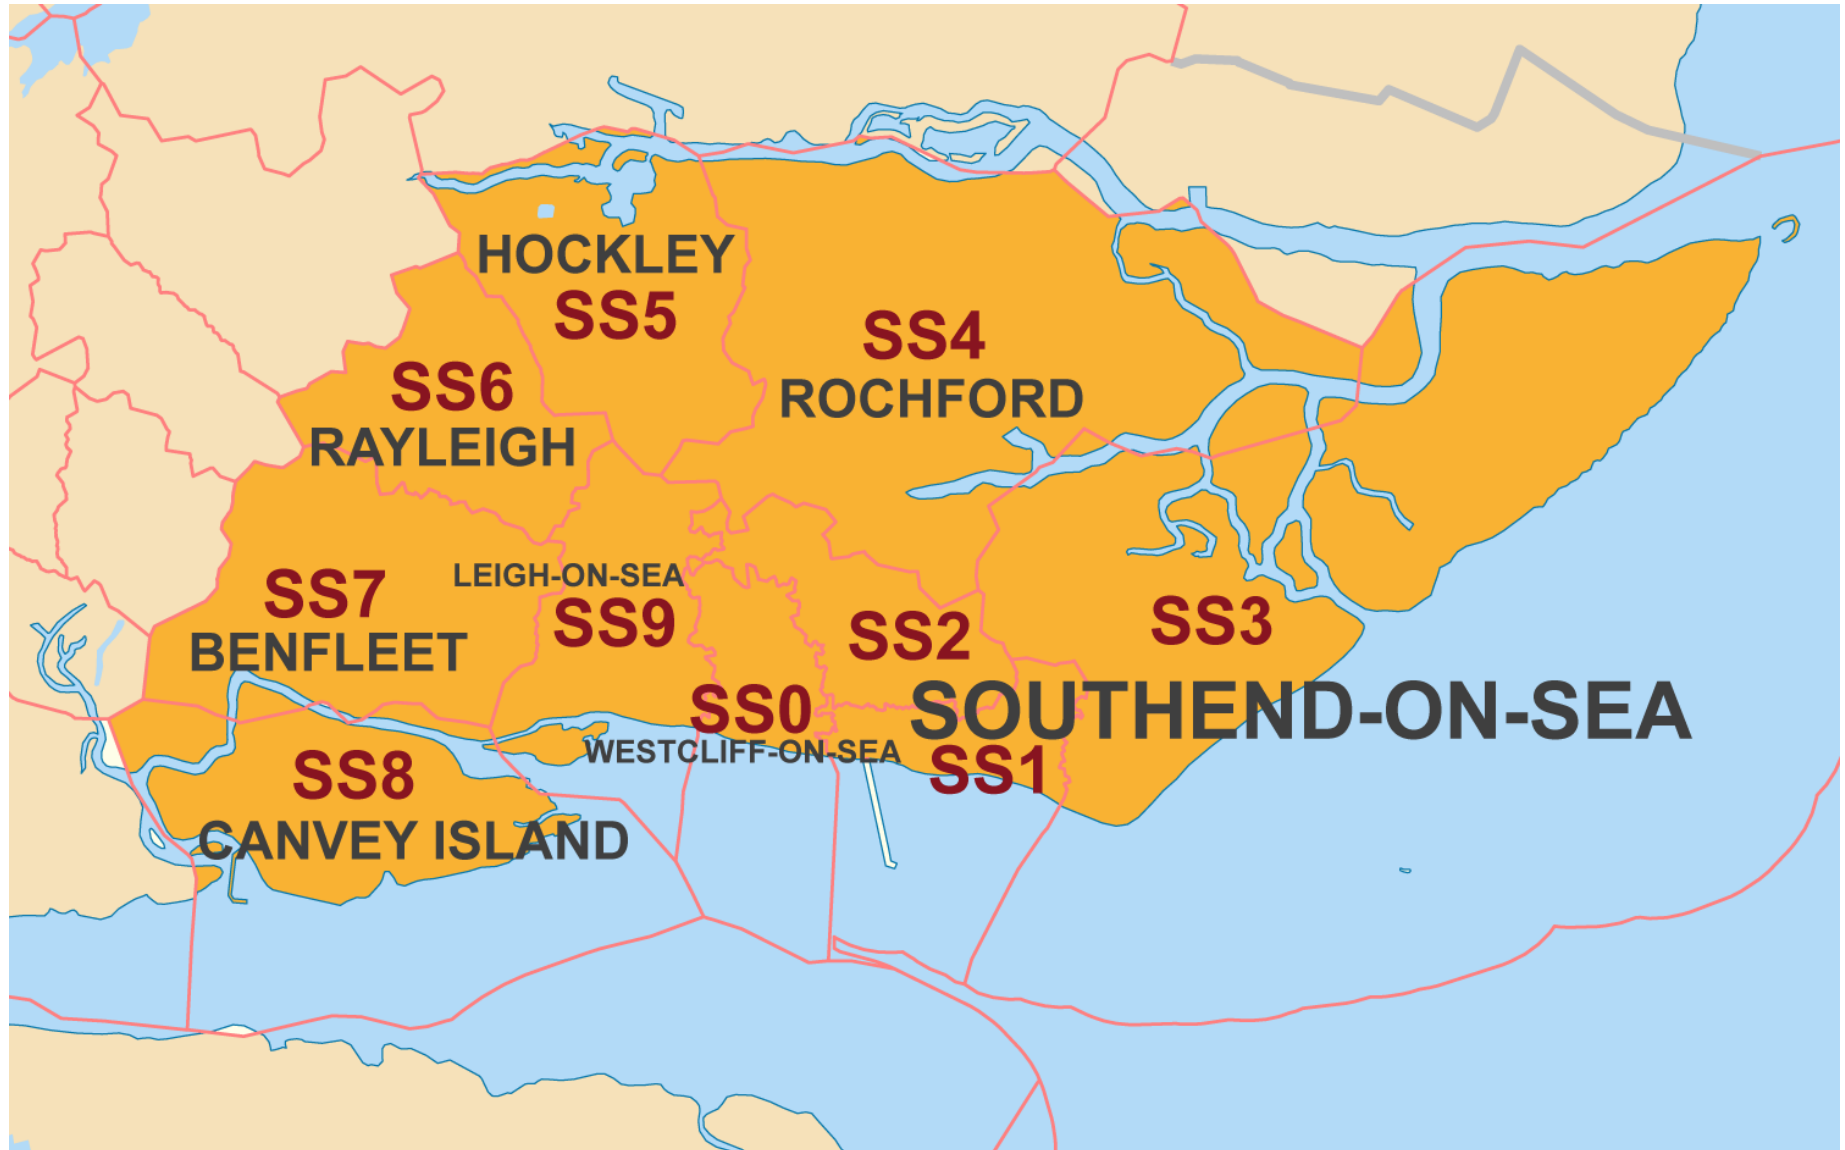 HOCKLEY
SS5
SS4
ROCHFORD
SS6
RAYLEIGH
SS7
BENFLEET
LEIGH-ON-SEA
SS9
SS2
SS3
SS0
WESTCLIFF-ON-SEA
SOUTHEND-ON-SEA
SS1
SS8
CANVEY ISLAND